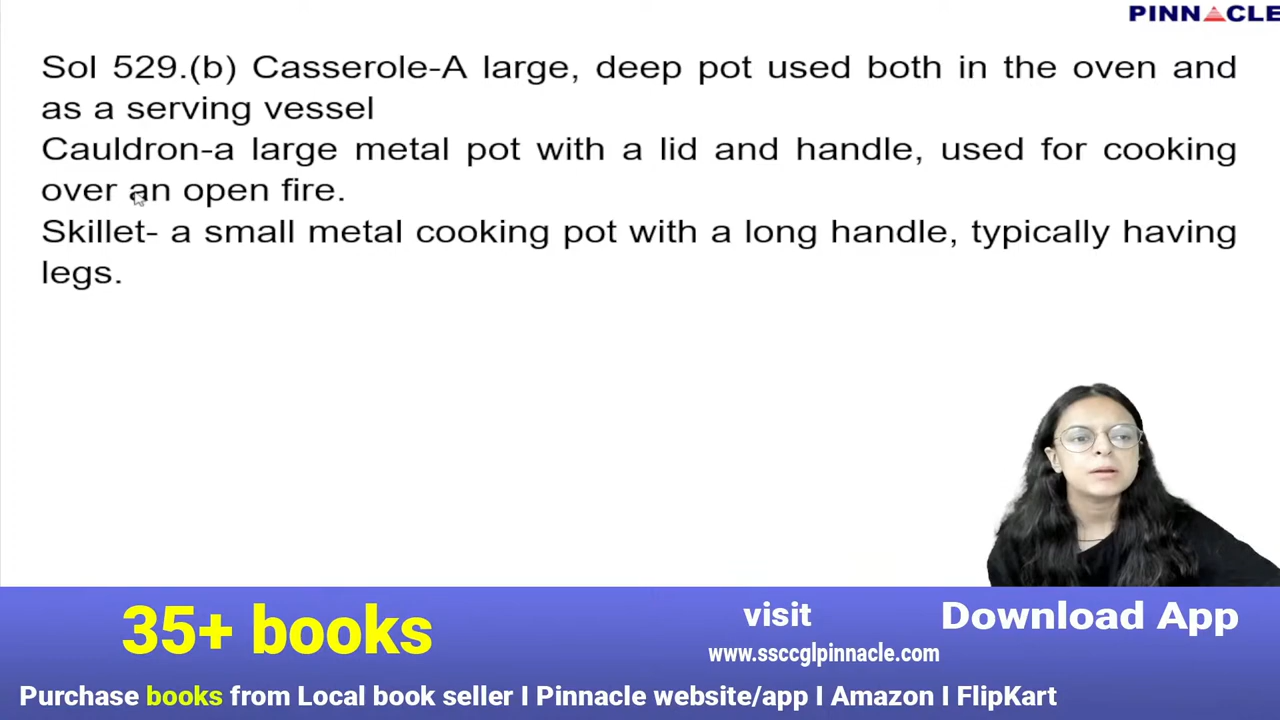 PINNACLE
Sol 529.(b) Casserole-A large, deep pot used both in the oven and
as a serving vessel
Cauldron-a large metal pot with a lid and handle, used for cooking
over an open fire.
Skillet- a small metal cooking pot with a long handle, typically having
legs.
35+ books
visit
www.ssccglpinnacle.com
Download App
Purchase books from Local book seller I Pinnacle website/app I Amazon I FlipKart